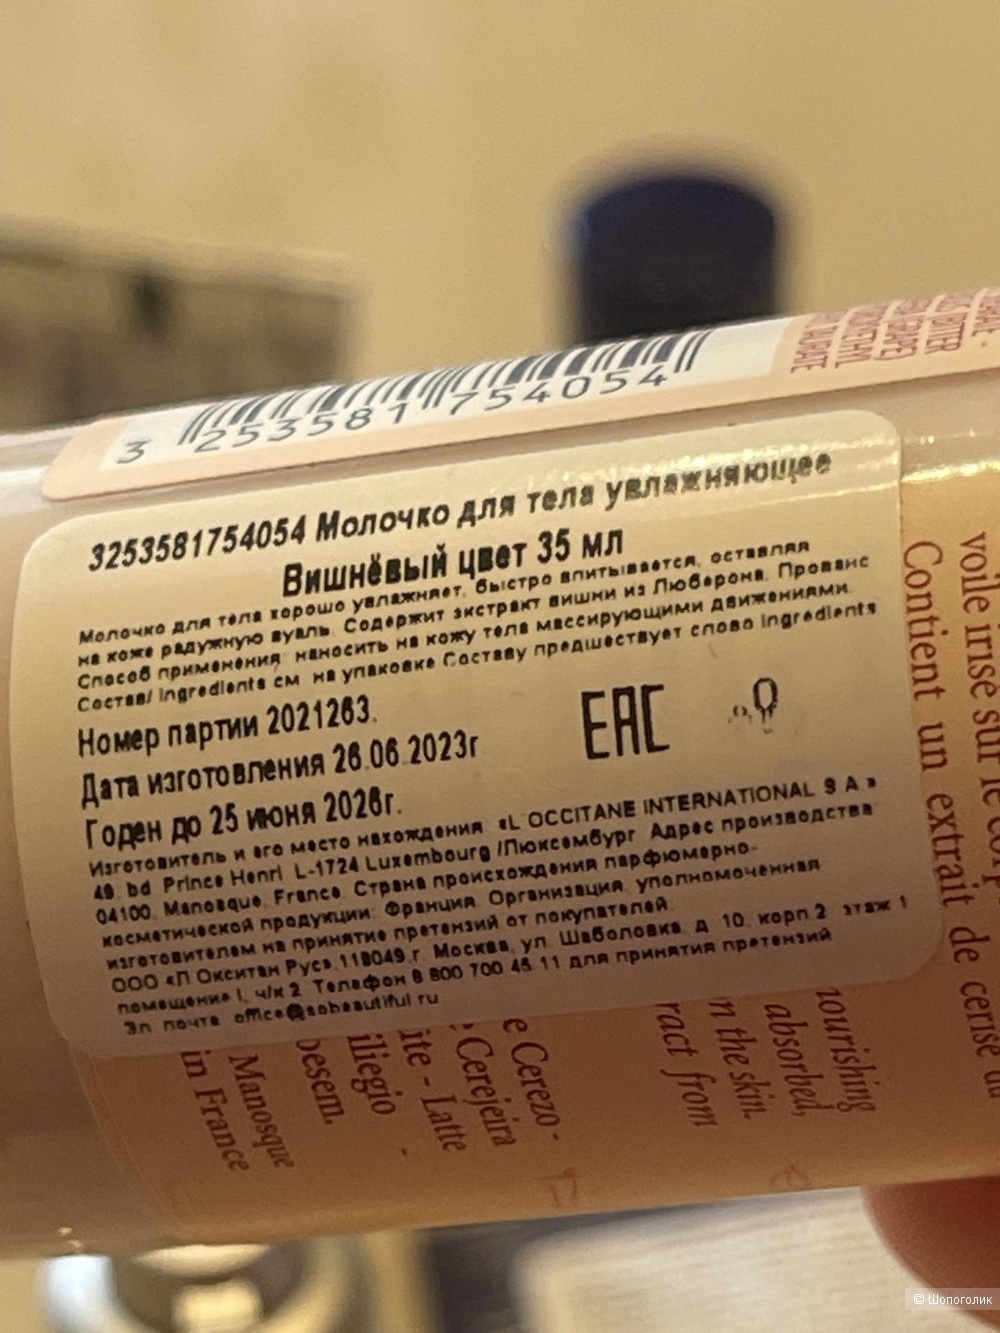 3 253581 754054
3253581754054 Молочко для тела увлажняющее
Вишнёвый цвет 35 мл
Молочко для тела хорошо увлажняет, быстро впитывается, оставляя
на коже радужную вуаль. Содержит экстракт вишни из Люберона. Прованс
Способ применения: наносить на кожу тела массирующими движениями.
Состав/ Ingredients см. на упаковке Составу предшествует слово Ingredients
Номер партии 2021263.
Дата изготовления 26.06.2023г
Годен до 25 июня 2026г.
EAC
Изготовитель и его место нахождения «L'OCCITANE INTERNATIONAL S A »
49, bd Prince Henri L-1724 Luxembourg /Люксембург. Адрес производства:
04100, Manosque, France. Страна происхождения парфюмерно-
косметической продукции: Франция. Организация, уполномоченная
изготовителем на принятие претензий от покупателей:
ООО «Л'Окситан Рус» 119049 г. Москва, ул. Шаболовка, д. 10, корп.2 этаж 1
помещение I, ч/к 2. Телефон 8 800 700 45 11 для принятия претензий
Эл. почта office@sobeautiful.ru
voile irisé sur le
Contient un extrait de cerise du
nourishing
absorbed,
n the skin.
ract from
e Cerezo -
Cerejeira
ite - Latte
iliegio -
oesem.
Manosque
in France
© Шопоголик